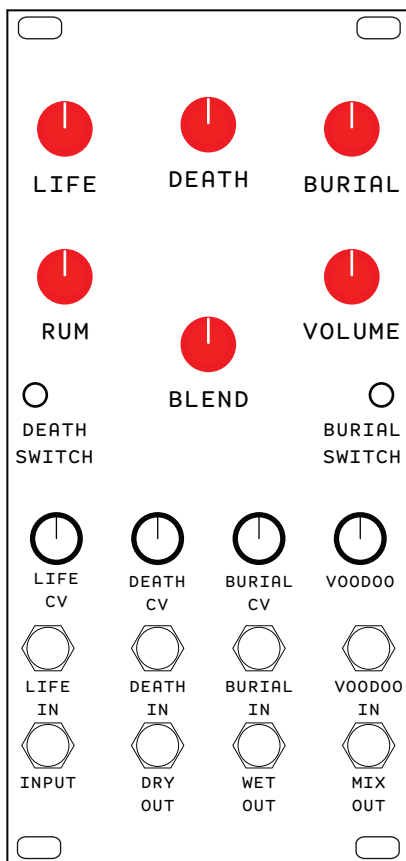 LIFE
DEATH
BURIAL
RUM
BLEND
VOLUME
DEATH
SWITCH
BURIAL
SWITCH
LIFE
CV
DEATH
CV
BURIAL
CV
VOODOO
LIFE
IN
DEATH
IN
BURIAL
IN
VOODOO
IN
INPUT
DRY
OUT
WET
OUT
MIX
OUT